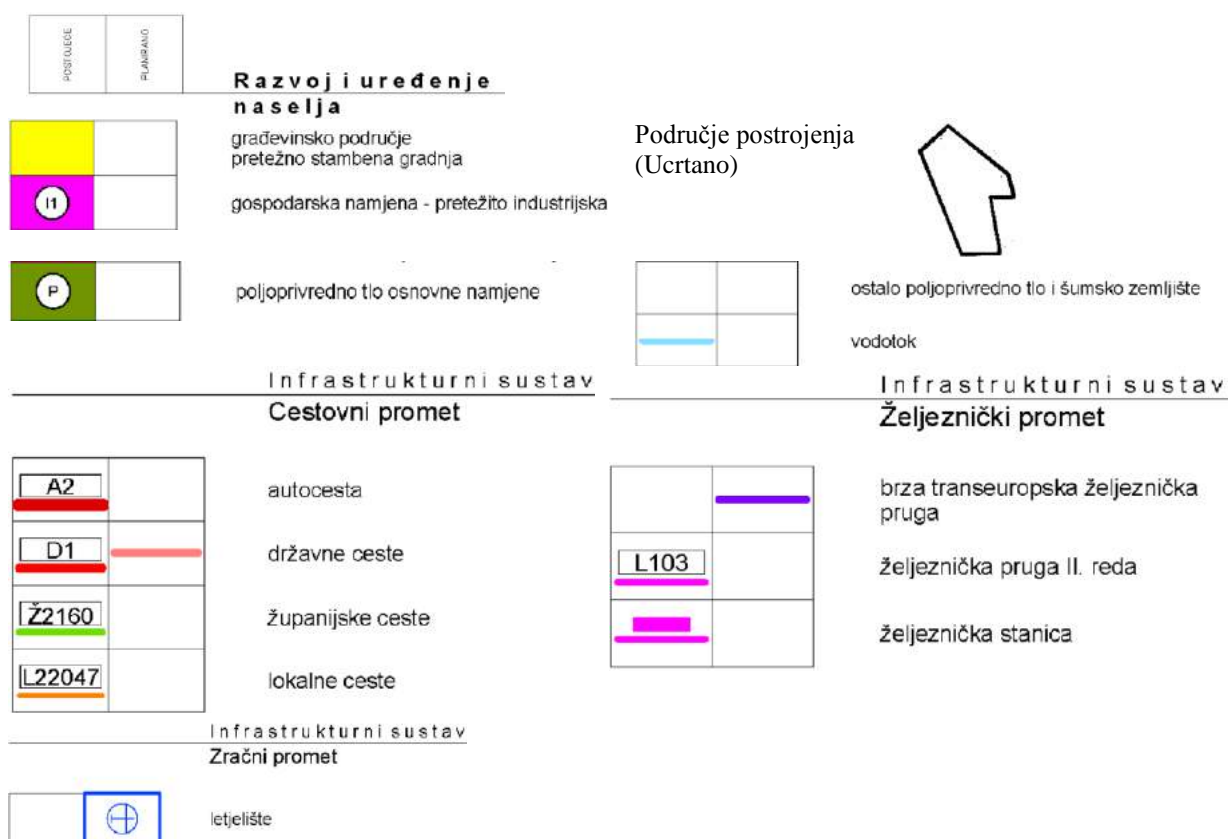 POSTOJEĆE
PLANIRANO
Razvoj i uređenje
naselja
građevinsko područje
pretežno stambena gradnja
I1
gospodarska namjena - pretežito industrijska
P
poljoprivredno tlo osnovne namjene
Područje postrojenja
(Ucrtano)
ostalo poljoprivredno tlo i šumsko zemljište
vodotok
Infrastrukturni sustav
Cestovni promet
A2
autocesta
D1
državne ceste
Ž2160
županijske ceste
L22047
lokalne ceste
Infrastrukturni sustav
Željeznički promet
brza transeuropska željeznička
pruga
L103
željeznička pruga II. reda
željeznička stanica
Infrastrukturni sustav
Zračni promet
letjelište